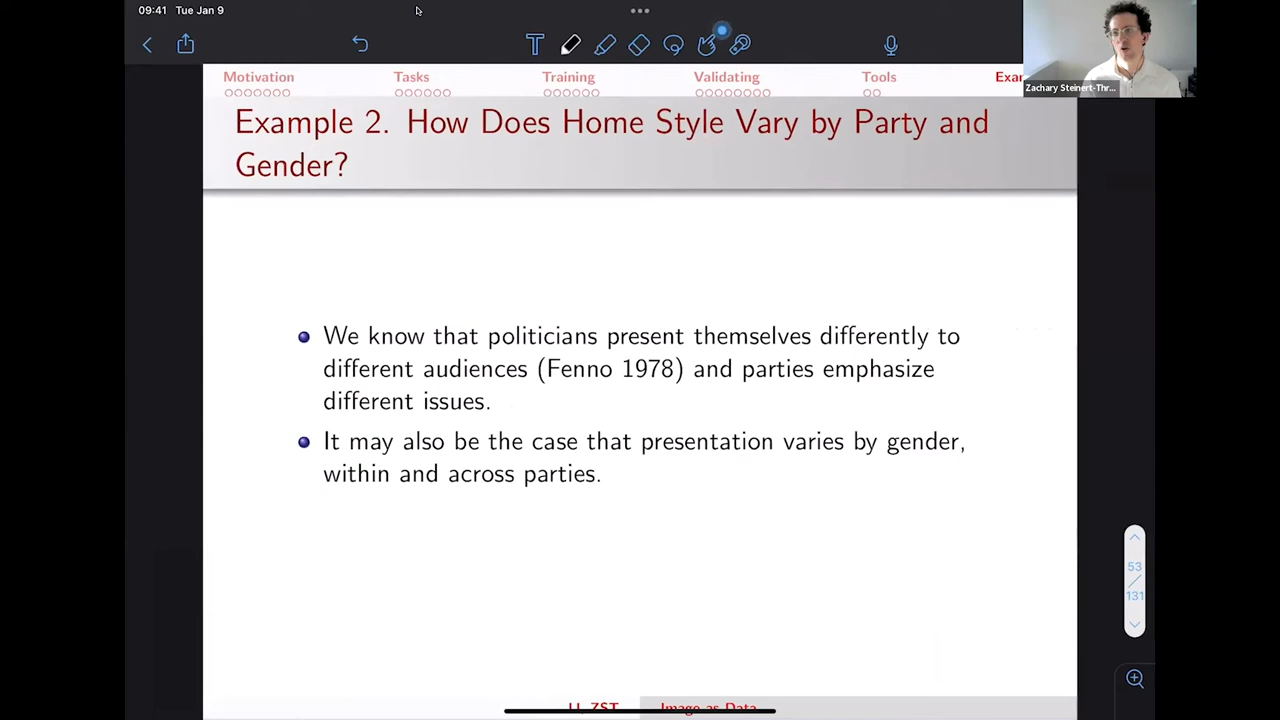 09:41 Tue Jan 9
Motivation Tasks Training Validating Tools Exam
Zachary Steinert-Thr...
Example 2. How Does Home Style Vary by Party and
Gender?
We know that politicians present themselves differently to
different audiences (Fenno 1978) and parties emphasize
different issues.
It may also be the case that presentation varies by gender,
within and across parties.
53
/
131
ZST Image as Data